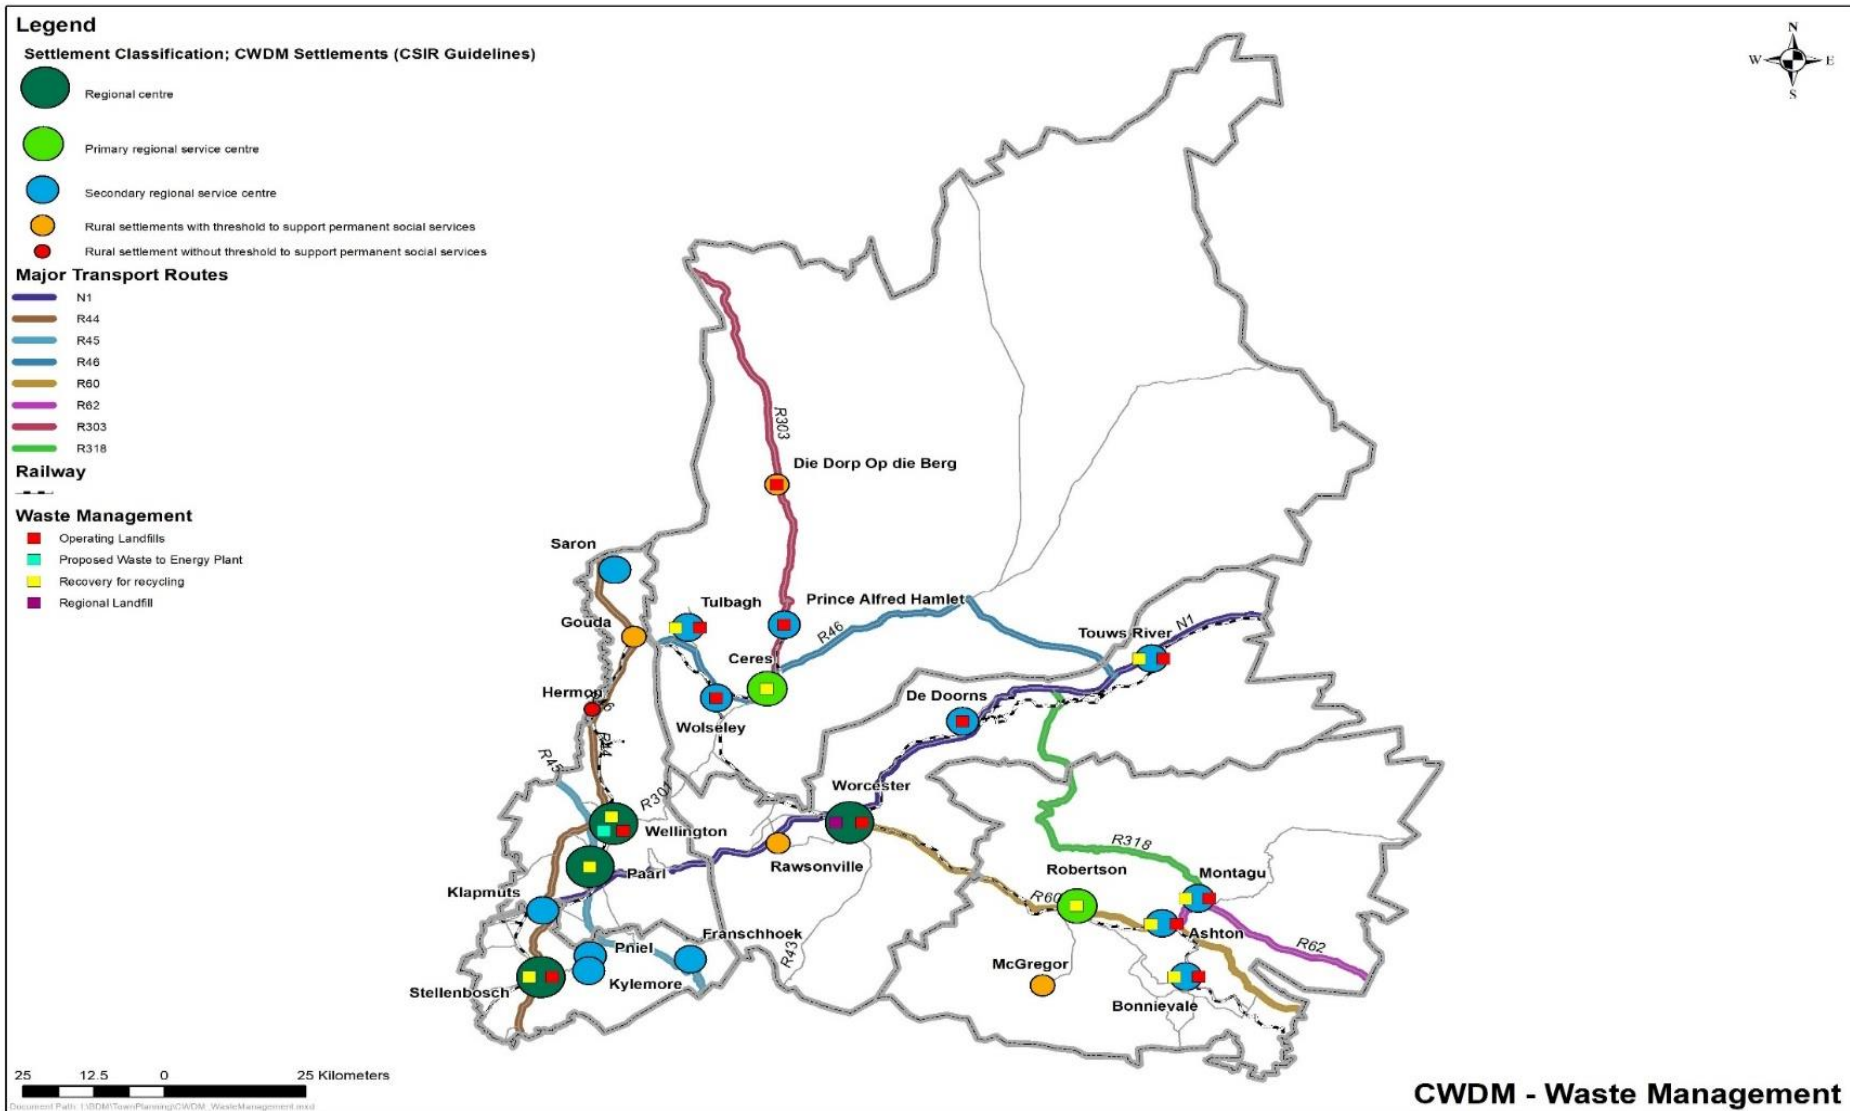 Legend
Settlement Classification; CWDM Settlements (CSIR Guidelines)
Regional centre
Primary regional service centre
Secondary regional service centre
Rural settlements with threshold to support permanent social services
Rural settlement without threshold to support permanent social services
Major Transport Routes
N1
R44
R45
R46
R60
R62
R303
R318
Railway
Waste Management
Operating Landfills
Proposed Waste to Energy Plant
Recovery for recycling
Regional Landfill
N
W E
S
R303
Die Dorp Op die Berg
Saron
Tulbagh
Prince Alfred Hamlet
Gouda
R46
N1
Touws River
Ceres
Hermon
De Doorns
Wolseley
R44
R45
R301
Worcester
Wellington
R318
Rawsonville
Paarl
Robertson
Montagu
Klapmuts
R60
Franschhoek
Ashton
Pniel
R43
R62
McGregor
Kylemore
Stellenbosch
Bonnievale
25 12.5 0 25 Kilometers
CWDM - Waste Management